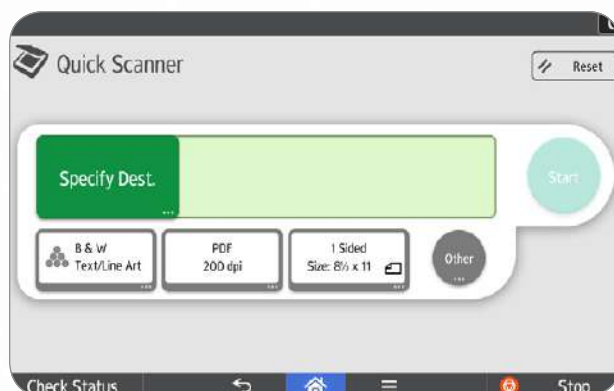 Quick Scanner
Reset
Specify Dest.
Start
B & W
Text/Line Art
PDF
200 dpi
1 Sided
Size: 8½ x 11
Other
Check Status
Stop